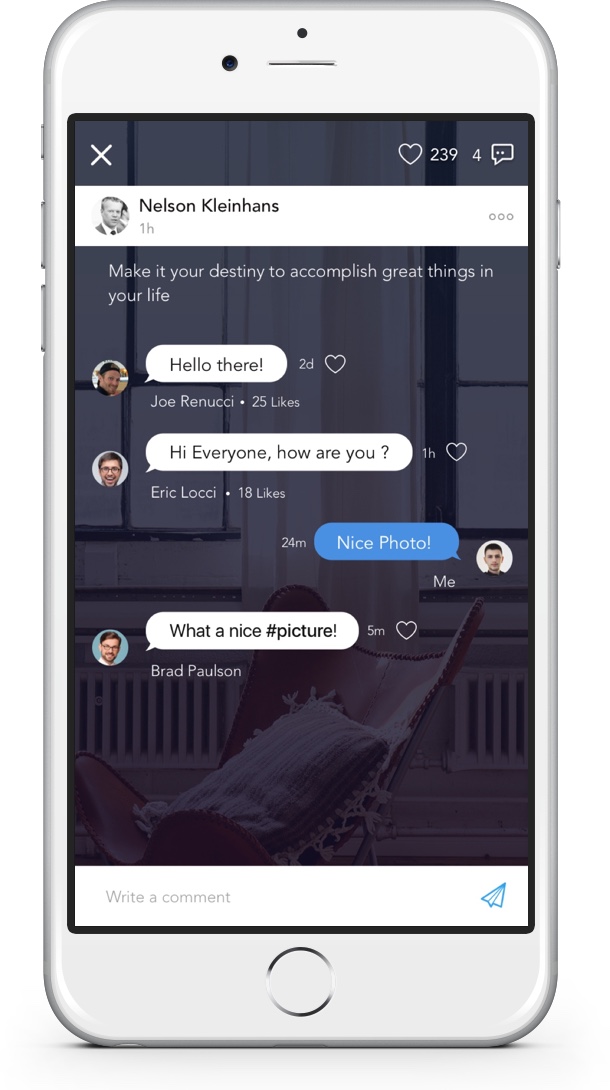 239 4
Nelson Kleinhans
1h
Make it your destiny to accomplish great things in
your life
Hello there! 2d
Joe Renucci • 25 Likes
Hi Everyone, how are you ? 1h
Eric Locci • 18 Likes
24m Nice Photo!
Me
What a nice #picture! 5m
Brad Paulson
Write a comment